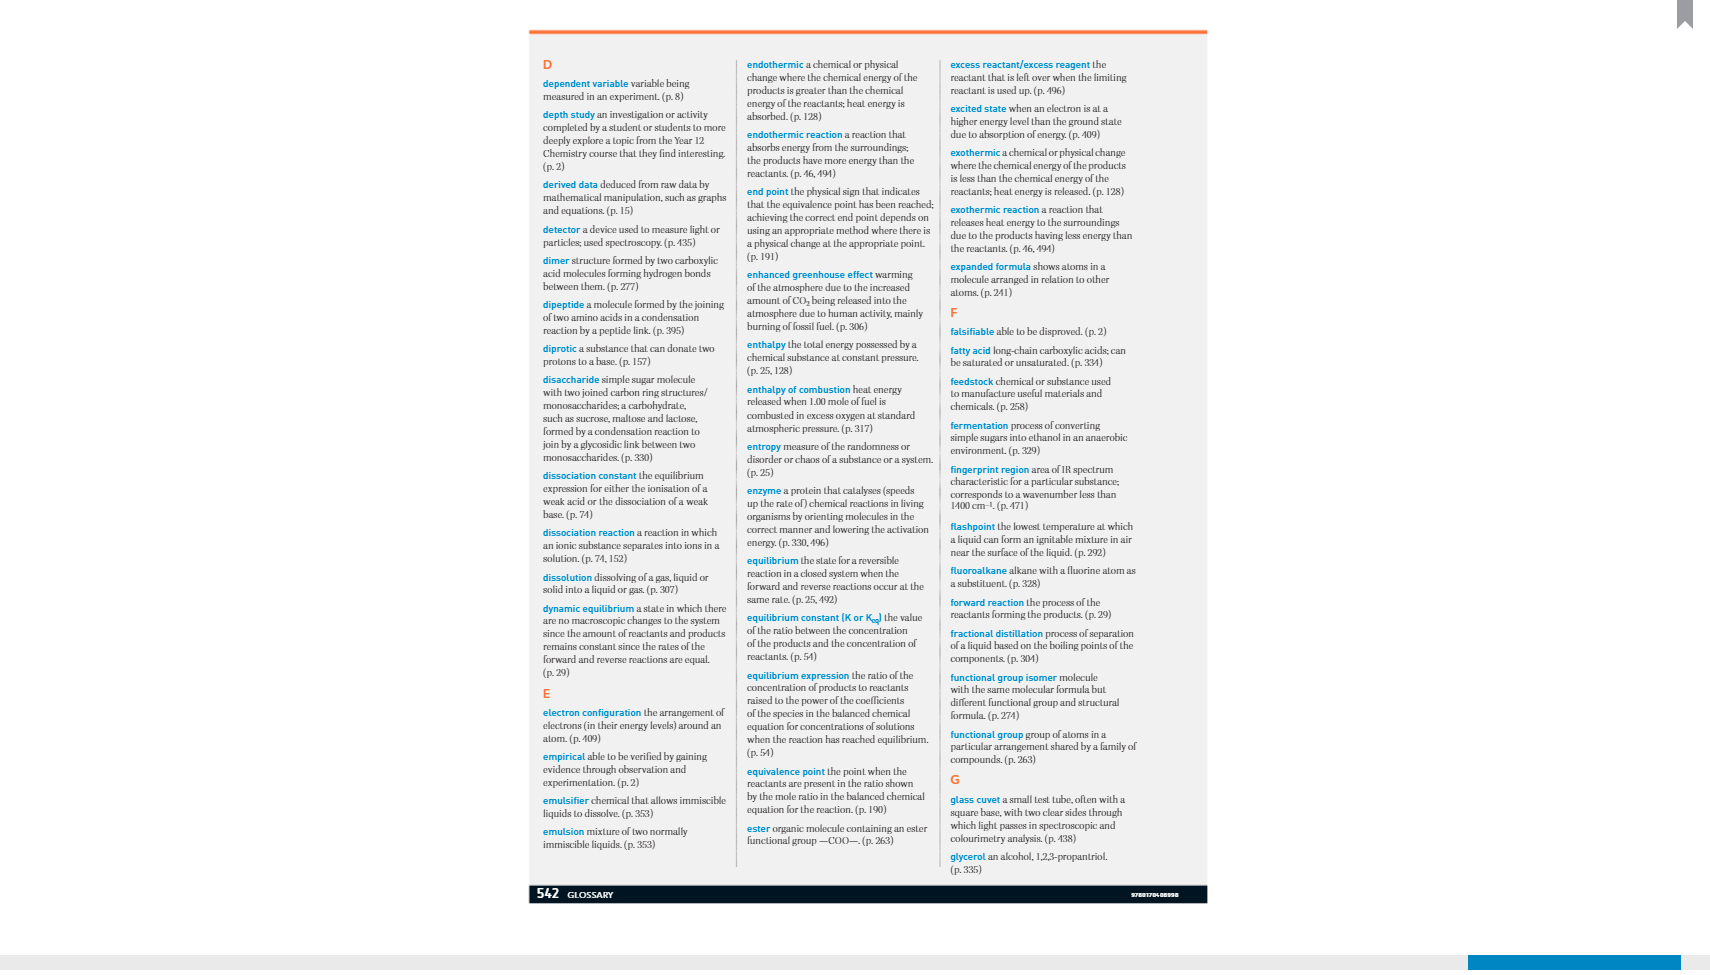 D
dependent variable variable being
measured in an experiment. (p. 8)
depth study an investigation or activity
completed by a student or students to more
deeply explore a topic from the Year 12
Chemistry course that they find interesting.
(p. 2)
derived data deduced from raw data by
mathematical manipulation, such as graphs
and equations. (p. 15)
detector a device used to measure light or
particles; used spectroscopy. (p. 435)
dimer structure formed by two carboxylic
acid molecules forming hydrogen bonds
between them. (p. 277)
dipeptide a molecule formed by the joining
of two amino acids in a condensation
reaction by a peptide link. (p. 395)
diprotic a substance that can donate two
protons to a base. (p. 157)
disaccharide simple sugar molecule
with two joined carbon ring structures/
monosaccharides; a carbohydrate,
such as sucrose, maltose and lactose,
formed by a condensation reaction to
join by a glycosidic link between two
monosaccharides. (p. 330)
dissociation constant the equilibrium
expression for either the ionisation of a
weak acid or the dissociation of a weak
base. (p. 74)
dissociation reaction a reaction in which
an ionic substance separates into ions in a
solution. (p. 74, 152)
dissolution dissolving of a gas, liquid or
solid into a liquid or gas. (p. 307)
dynamic equilibrium a state in which there
are no macroscopic changes to the system
since the amount of reactants and products
remains constant since the rates of the
forward and reverse reactions are equal.
(p. 29)
E
electron configuration the arrangement of
electrons (in their energy levels) around an
atom. (p. 409)
empirical able to be verified by gaining
evidence through observation and
experimentation. (p. 2)
emulsifier chemical that allows immiscible
liquids to dissolve. (p. 353)
emulsion mixture of two normally
immiscible liquids. (p. 353)
endothermic a chemical or physical
change where the chemical energy of the
products is greater than the chemical
energy of the reactants; heat energy is
absorbed. (p. 128)
endothermic reaction a reaction that
absorbs energy from the surroundings;
the products have more energy than the
reactants. (p. 46, 494)
end point the physical sign that indicates
that the equivalence point has been reached;
achieving the correct end point depends on
using an appropriate method where there is
a physical change at the appropriate point.
(p. 191)
enhanced greenhouse effect warming
of the atmosphere due to the increased
amount of CO₂ being released into the
atmosphere due to human activity, mainly
burning of fossil fuel. (p. 306)
enthalpy the total energy possessed by a
chemical substance at constant pressure.
(p. 25, 128)
enthalpy of combustion heat energy
released when 1.00 mole of fuel is
combusted in excess oxygen at standard
atmospheric pressure. (p. 317)
entropy measure of the randomness or
disorder or chaos of a substance or a system.
(p. 25)
enzyme a protein that catalyses (speeds
up the rate of) chemical reactions in living
organisms by orienting molecules in the
correct manner and lowering the activation
energy. (p. 330, 496)
equilibrium the state for a reversible
reaction in a closed system when the
forward and reverse reactions occur at the
same rate. (p. 25, 492)
equilibrium constant (K or Keq) the value
of the ratio between the concentration
of the products and the concentration of
reactants. (p. 54)
equilibrium expression the ratio of the
concentration of products to reactants
raised to the power of the coefficients
of the species in the balanced chemical
equation for concentrations of solutions
when the reaction has reached equilibrium.
(p. 54)
equivalence point the point when the
reactants are present in the ratio shown
by the mole ratio in the balanced chemical
equation for the reaction. (p. 190)
ester organic molecule containing an ester
functional group —COO—. (p. 263)
excess reactant/excess reagent the
reactant that is left over when the limiting
reactant is used up. (p. 496)
excited state when an electron is at a
higher energy level than the ground state
due to absorption of energy. (p. 409)
exothermic a chemical or physical change
where the chemical energy of the products
is less than the chemical energy of the
reactants; heat energy is released. (p. 128)
exothermic reaction a reaction that
releases heat energy to the surroundings
due to the products having less energy than
the reactants. (p. 46, 494)
expanded formula shows atoms in a
molecule arranged in relation to other
atoms. (p. 241)
F
falsifiable able to be disproved. (p. 2)
fatty acid long-chain carboxylic acids; can
be saturated or unsaturated. (p. 334)
feedstock chemical or substance used
to manufacture useful materials and
chemicals. (p. 258)
fermentation process of converting
simple sugars into ethanol in an anaerobic
environment. (p. 329)
fingerprint region area of IR spectrum
characteristic for a particular substance;
corresponds to a wavenumber less than
1400 cm⁻¹. (p. 471)
flashpoint the lowest temperature at which
a liquid can form an ignitable mixture in air
near the surface of the liquid. (p. 292)
fluoroalkane alkane with a fluorine atom as
a substituent. (p. 328)
forward reaction the process of the
reactants forming the products. (p. 29)
fractional distillation process of separation
of a liquid based on the boiling points of the
components. (p. 304)
functional group isomer molecule
with the same molecular formula but
different functional group and structural
formula. (p. 274)
functional group group of atoms in a
particular arrangement shared by a family of
compounds. (p. 263)
G
glass cuvet a small test tube, often with a
square base, with two clear sides through
which light passes in spectroscopic and
colourimetry analysis. (p. 438)
glycerol an alcohol, 1,2,3-propantriol.
(p. 335)
542 GLOSSARY
9780170408998